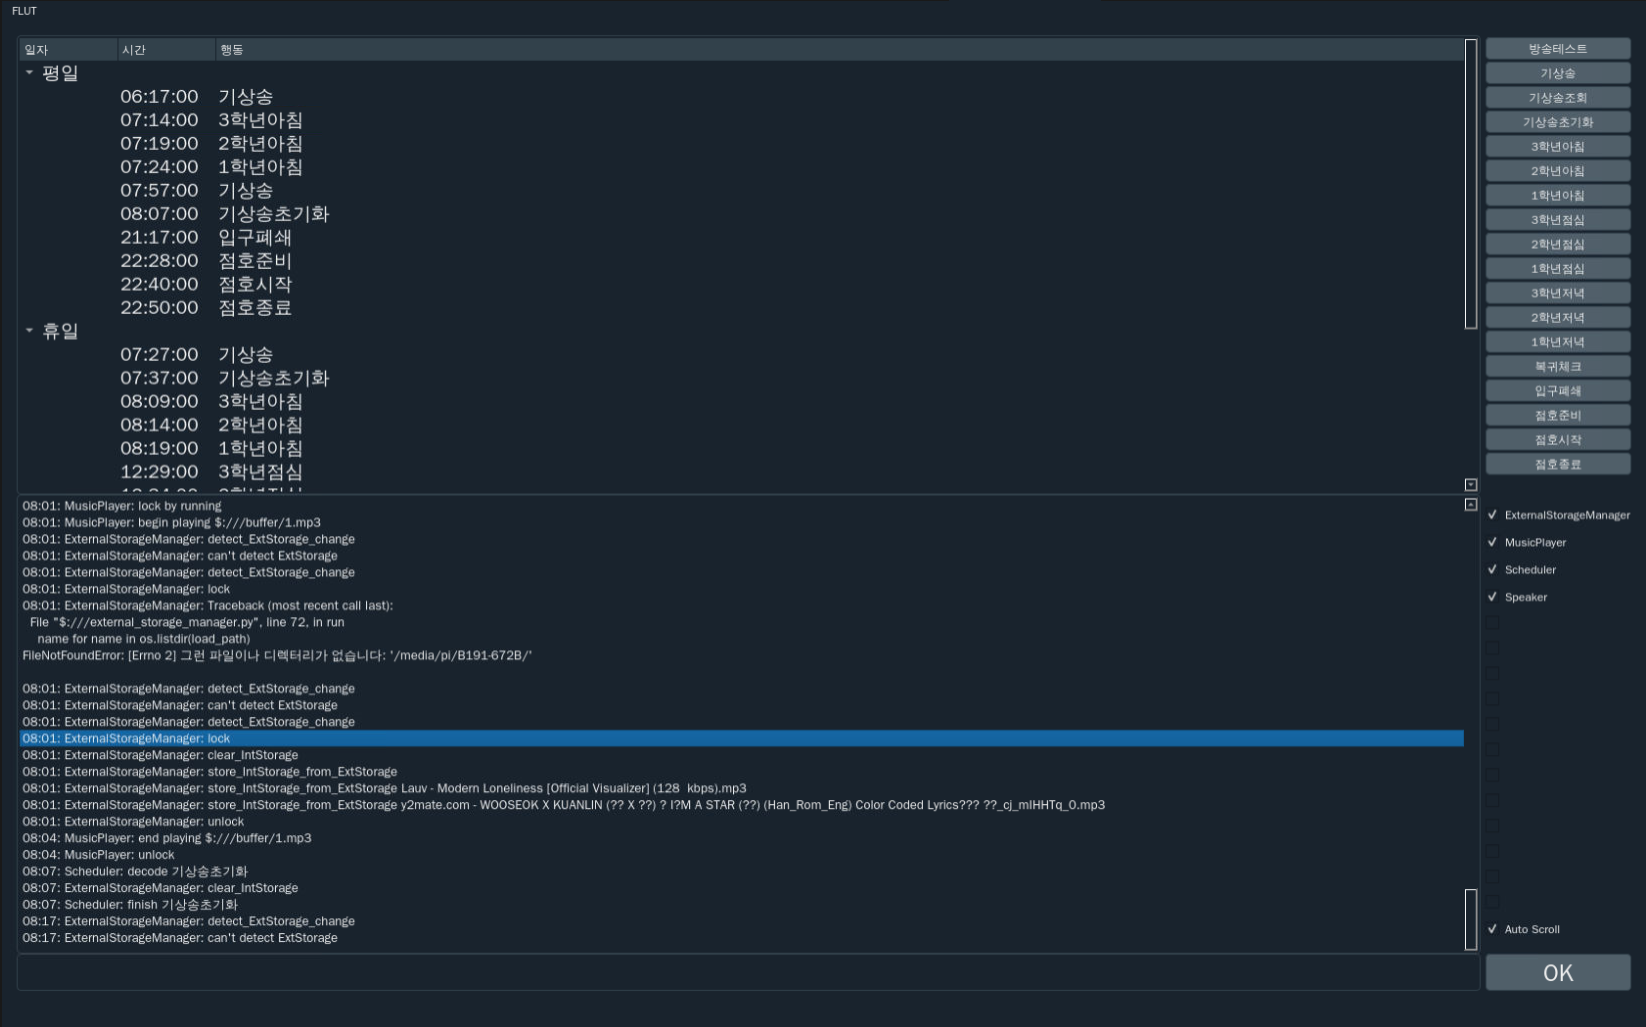 FLUT
일자 시간 행동
평일
06:17:00 기상송
07:14:00 3학년아침
07:19:00 2학년아침
07:24:00 1학년아침
07:57:00 기상송
08:07:00 기상송초기화
21:17:00 입구폐쇄
22:28:00 점호준비
22:40:00 점호시작
22:50:00 점호종료
휴일
07:27:00 기상송
07:37:00 기상송초기화
08:09:00 3학년아침
08:14:00 2학년아침
08:19:00 1학년아침
12:29:00 3학년점심
08:01: MusicPlayer: lock by running
08:01: MusicPlayer: begin playing $:///buffer/1.mp3
08:01: ExternalStorageManager: detect_ExtStorage_change
08:01: ExternalStorageManager: can't detect ExtStorage
08:01: ExternalStorageManager: detect_ExtStorage_change
08:01: ExternalStorageManager: lock
08:01: ExternalStorageManager: Traceback (most recent call last):
File "$:///external_storage_manager.py", line 72, in run
name for name in os.listdir(load_path)
FileNotFoundError: [Errno 2] 그런 파일이나 디렉터리가 없습니다: '/media/pi/B191-672B/'
08:01: ExternalStorageManager: detect_ExtStorage_change
08:01: ExternalStorageManager: can't detect ExtStorage
08:01: ExternalStorageManager: detect_ExtStorage_change
08:01: ExternalStorageManager: lock
08:01: ExternalStorageManager: clear_IntStorage
08:01: ExternalStorageManager: store_IntStorage_from_ExtStorage
08:01: ExternalStorageManager: store_IntStorage_from_ExtStorage Lauv - Modern Loneliness [Official Visualizer] (128  kbps).mp3
08:01: ExternalStorageManager: store_IntStorage_from_ExtStorage y2mate.com - WOOSEOK X KUANLIN (?? X ??) ? I?M A STAR (??) (Han_Rom_Eng) Color Coded Lyrics??? ??_cj_mIHHTq_0.mp3
08:01: ExternalStorageManager: unlock
08:04: MusicPlayer: end playing $:///buffer/1.mp3
08:04: MusicPlayer: unlock
08:07: Scheduler: decode 기상송초기화
08:07: ExternalStorageManager: clear_IntStorage
08:07: Scheduler: finish 기상송초기화
08:17: ExternalStorageManager: detect_ExtStorage_change
08:17: ExternalStorageManager: can't detect ExtStorage
방송테스트
기상송
기상송조회
기상송초기화
3학년아침
2학년아침
1학년아침
3학년점심
2학년점심
1학년점심
3학년저녁
2학년저녁
1학년저녁
복귀체크
입구폐쇄
점호준비
점호시작
점호종료
ExternalStorageManager
MusicPlayer
Scheduler
Speaker
Auto Scroll
OK